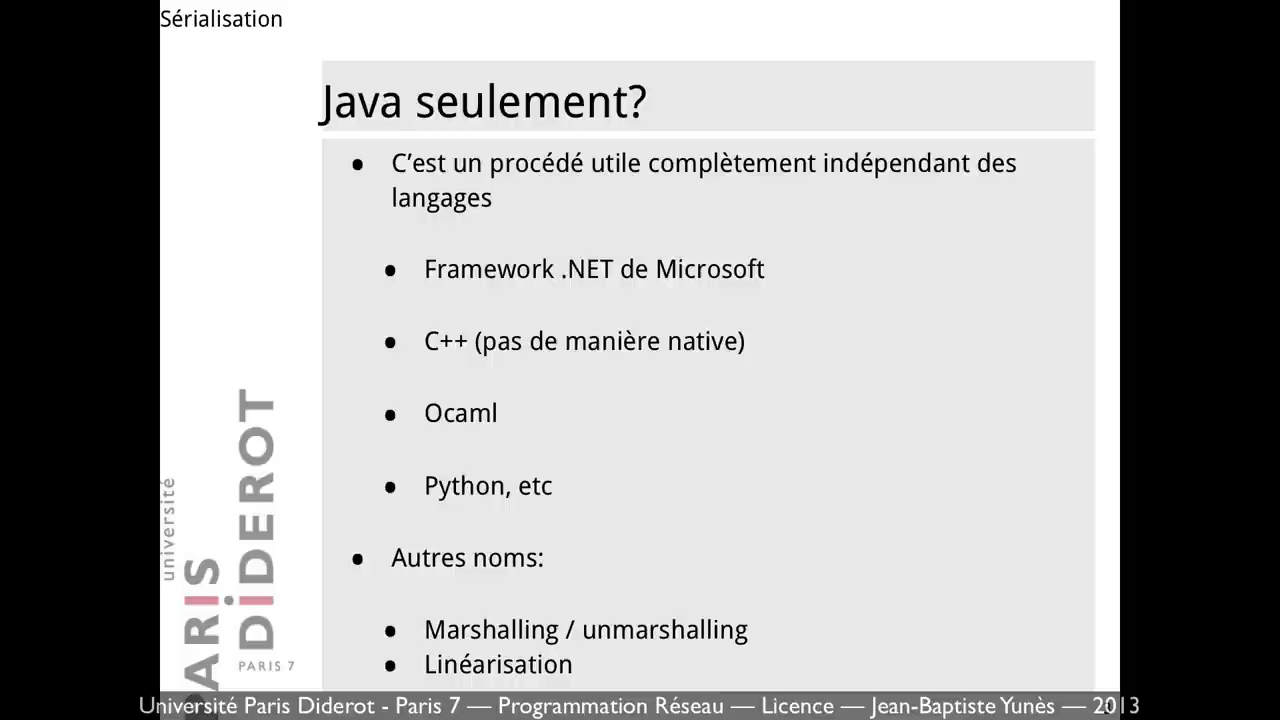 Sérialisation
Java seulement?
• C’est un procédé utile complètement indépendant des
langages
• Framework .NET de Microsoft
• C++ (pas de manière native)
• Ocaml
• Python, etc
• Autres noms:
• Marshalling / unmarshalling
• Linéarisation
université
PARIS
DiDEROT
PARIS 7
Université Paris Diderot - Paris 7 — Programmation Réseau — Licence — Jean-Baptiste Yunès — 2013